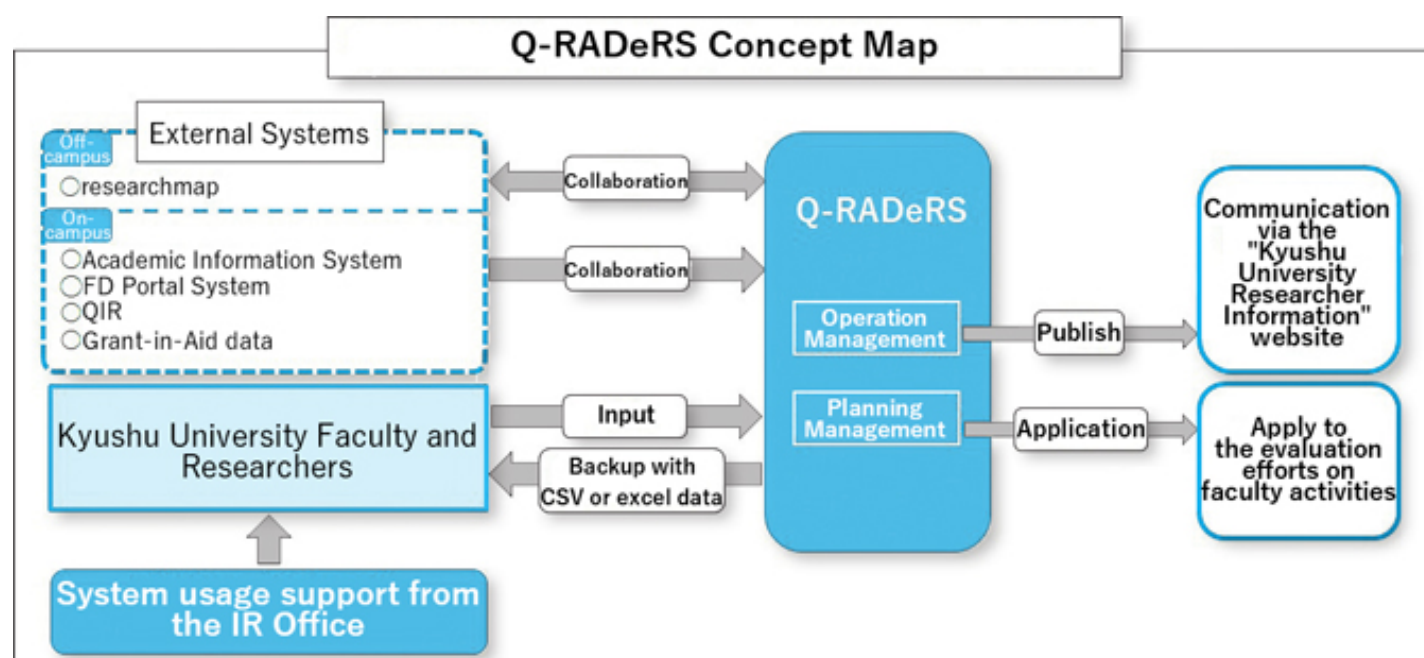 Q-RADeRS Concept Map
External Systems
Off-
campus
○researchmap
On-
campus
○Academic Information System
○FD Portal System
○QIR
○Grant-in-Aid data
Kyushu University Faculty and
Researchers
System usage support from
the IR Office
Collaboration
Collaboration
Input
Backup with
CSV or excel data
Q-RADeRS
Operation
Management
Planning
Management
Publish
Application
Communication
via the
"Kyushu
University
Researcher
Information"
website
Apply to
the evaluation
efforts on
faculty activities